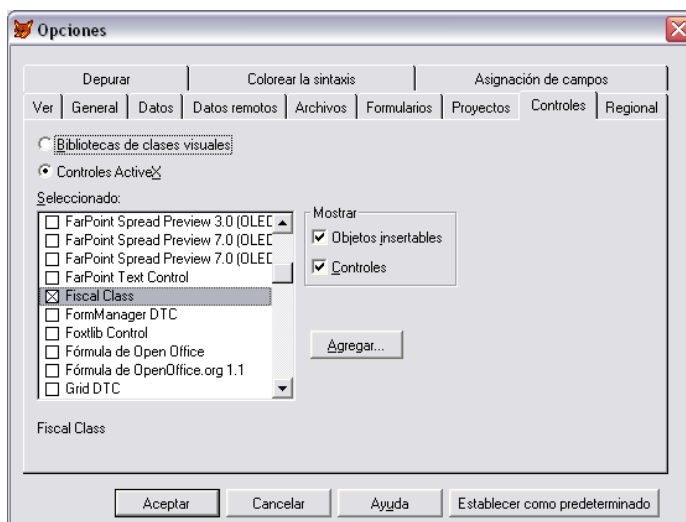 Opciones
Depurar
Colorear la sintaxis
Asignación de campos
Ver
General
Datos
Datos remotos
Archivos
Formularios
Proyectos
Controles
Regional
Bibliotecas de clases visuales
Controles ActiveX
Seleccionado:
FarPoint Spread Preview 3.0 (OLED
FarPoint Spread Preview 7.0 (OLED
FarPoint Spread Preview 7.0 (OLED
FarPoint Text Control
Fiscal Class
FormManager DTC
Foxtlib Control
Fórmula de Open Office
Fórmula de OpenOffice.org 1.1
Grid DTC
Mostrar
Objetos insertables
Controles
Agregar...
Fiscal Class
Aceptar
Cancelar
Ayuda
Establecer como predeterminado